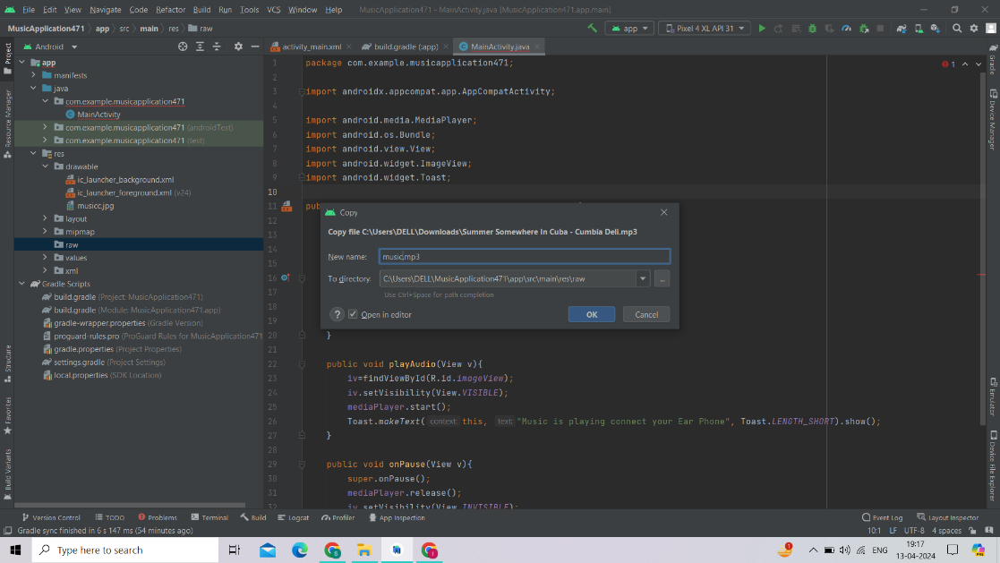 File Edit View Navigate Code Refactor Build Run Tools VCS Window Help MusicApplication471 – MainActivity.java [MusicApplication471.app.main]
MusicApplication471 app src main res raw app Pixel 4 XL API 31
Android activity_main.xml build.gradle (:app) MainActivity.java
Project
Resource Manager
Structure
Favorites
Build Variants
app
manifests
java
com.example.musicapplication471
MainActivity
com.example.musicapplication471 (androidTest)
com.example.musicapplication471 (test)
res
drawable
ic_launcher_background.xml
ic_launcher_foreground.xml (v24)
musicc.jpg
layout
mipmap
raw
values
xml
Gradle Scripts
build.gradle (Project: MusicApplication471)
build.gradle (Module: MusicApplication471.app)
gradle-wrapper.properties (Gradle Version)
proguard-rules.pro (ProGuard Rules for MusicApplication471
gradle.properties (Project Properties)
settings.gradle (Project Settings)
local.properties (SDK Location)
1 package com.example.musicapplication471; 1
2
3 import androidx.appcompat.app.AppCompatActivity;
4
5 import android.media.MediaPlayer;
6 import android.os.Bundle;
7 import android.view.View;
8 import android.widget.ImageView;
9 import android.widget.Toast;
10
11 pu
12
13
14
15
16
17
18
19
20 }
21
22 public void playAudio(View v){
23 iv=findViewById(R.id.imageView);
24 iv.setVisibility(View.VISIBLE);
25 mediaPlayer.start();
26 Toast.makeText( context: this, text: "Music is playing connect your Ear Phone", Toast.LENGTH_SHORT).show();
27 }
28
29 public void onPause(View v){
30 super.onPause();
31 mediaPlayer.release();
32 iv.setVisibility(View.INVISIBLE);
Copy
Copy file C:\Users\DELL\Downloads\Summer Somewhere In Cuba - Cumbia Deli.mp3
New name: music.mp3
To directory: C:\Users\DELL\MusicApplication471\app\src\main\res\raw ...
Use Ctrl+Space for path completion
? Open in editor OK Cancel
Gradle
Device Manager
Emulator
Device File Explorer
Version Control TODO Problems Terminal Build Logcat Profiler App Inspection Event Log Layout Inspector
Gradle sync finished in 6 s 147 ms (54 minutes ago) 10:1 LF UTF-8 4 spaces
Type here to search ENG 19:17
13-04-2024